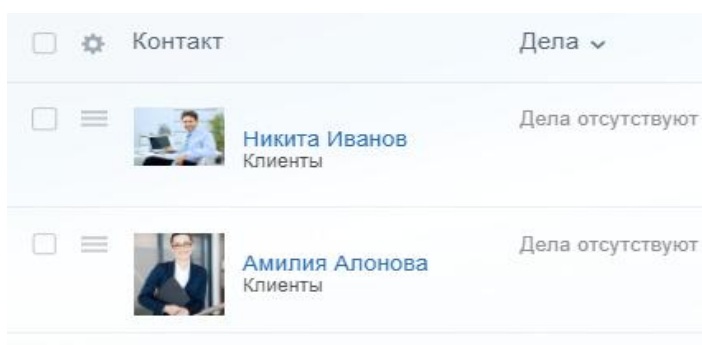 Контакт Дела
Дела отсутствуют
Никита Иванов
Клиенты
Дела отсутствуют
Амилия Алонова
Клиенты